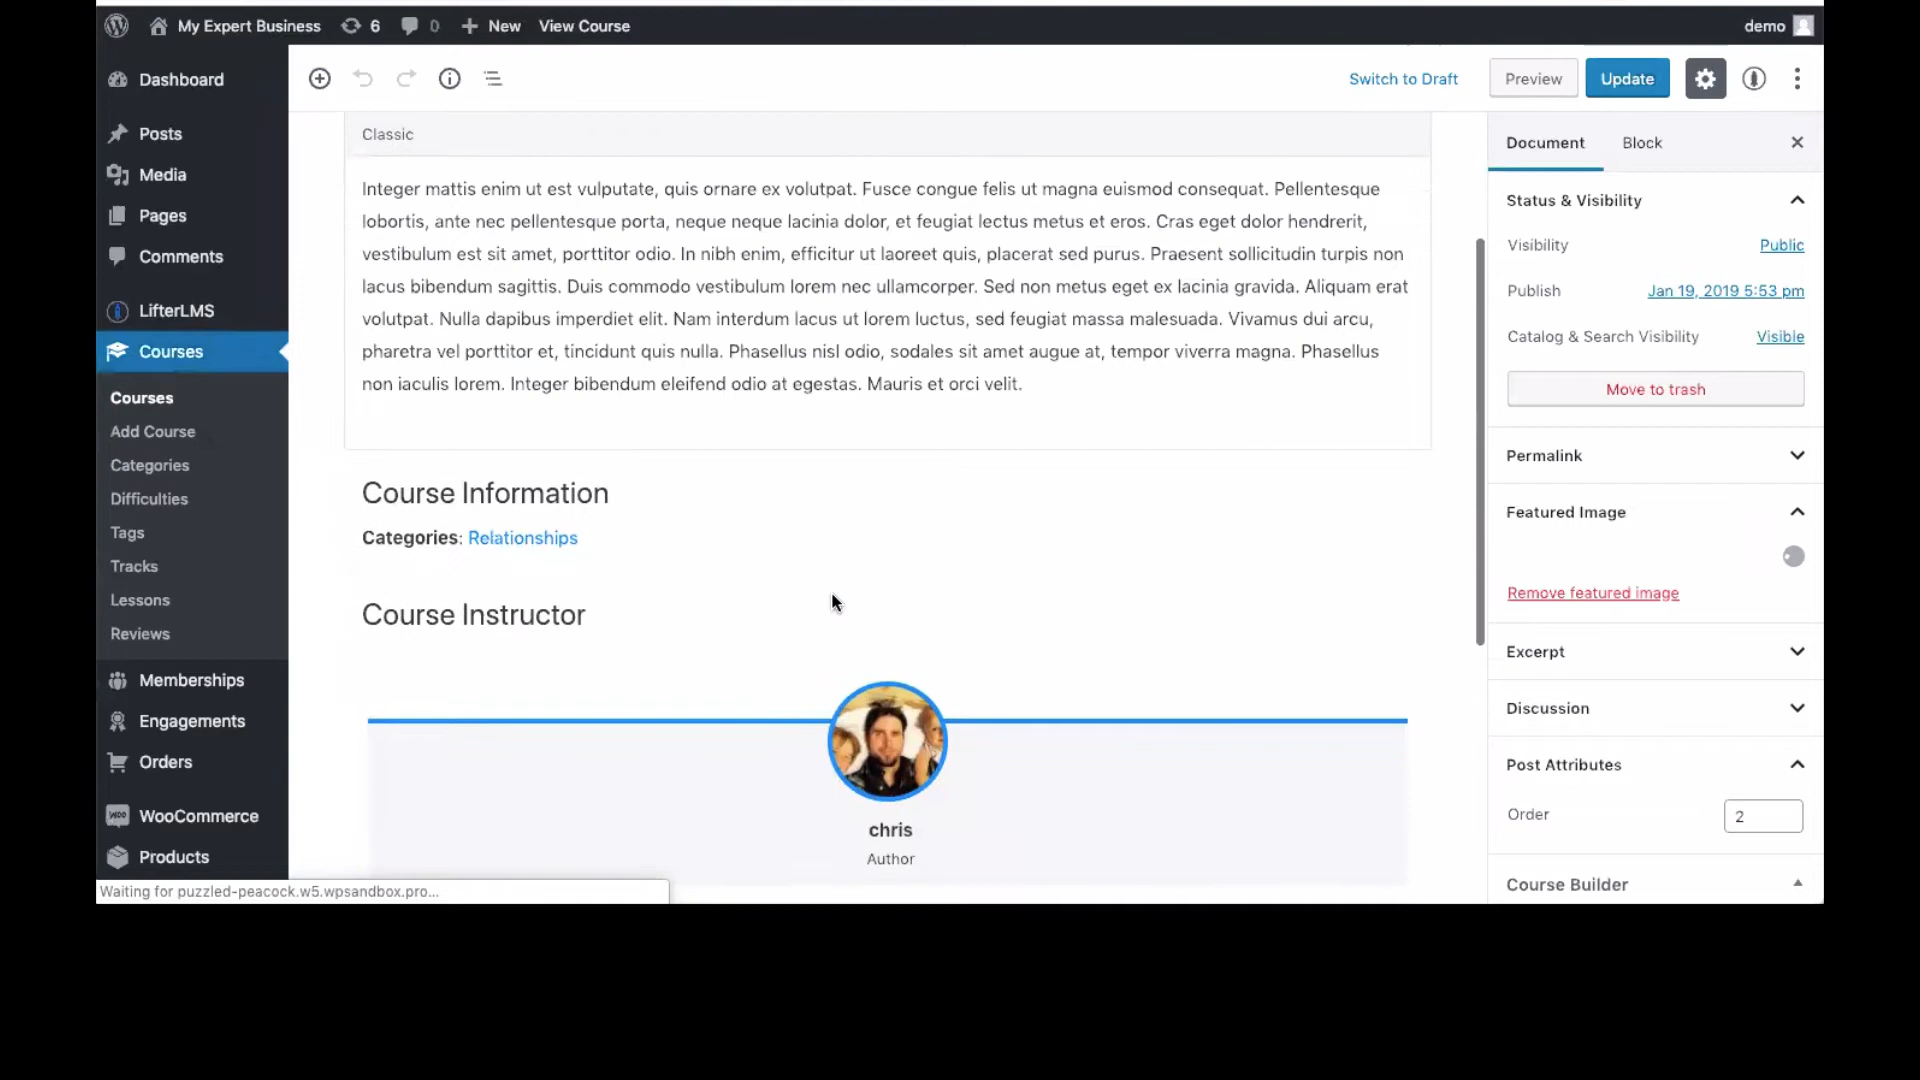 My Expert Business 6 0 New View Course demo
Dashboard
Posts
Media
Pages
Comments
LifterLMS
Courses
Courses
Add Course
Categories
Difficulties
Tags
Tracks
Lessons
Reviews
Memberships
Engagements
Orders
WooCommerce
Products
Switch to Draft Preview Update
Classic
Integer mattis enim ut est vulputate, quis ornare ex volutpat. Fusce congue felis ut magna euismod consequat. Pellentesque
lobortis, ante nec pellentesque porta, neque neque lacinia dolor, et feugiat lectus metus et eros. Cras eget dolor hendrerit,
vestibulum est sit amet, porttitor odio. In nibh enim, efficitur ut laoreet quis, placerat sed purus. Praesent sollicitudin turpis non
lacus bibendum sagittis. Duis commodo vestibulum lorem nec ullamcorper. Sed non metus eget ex lacinia gravida. Aliquam erat
volutpat. Nulla dapibus imperdiet elit. Nam interdum lacus ut lorem luctus, sed feugiat massa malesuada. Vivamus dui arcu,
pharetra vel porttitor et, tincidunt quis nulla. Phasellus nisl odio, sodales sit amet augue at, tempor viverra magna. Phasellus
non iaculis lorem. Integer bibendum eleifend odio at egestas. Mauris et orci velit.
Course Information
Categories: Relationships
Course Instructor
chris
Author
Document Block
Status & Visibility
Visibility Public
Publish Jan 19, 2019 5:53 pm
Catalog & Search Visibility Visible
Move to trash
Permalink
Featured Image
Remove featured image
Excerpt
Discussion
Post Attributes
Order 2
Course Builder
Waiting for puzzled-peacock.w5.wpsandbox.pro...